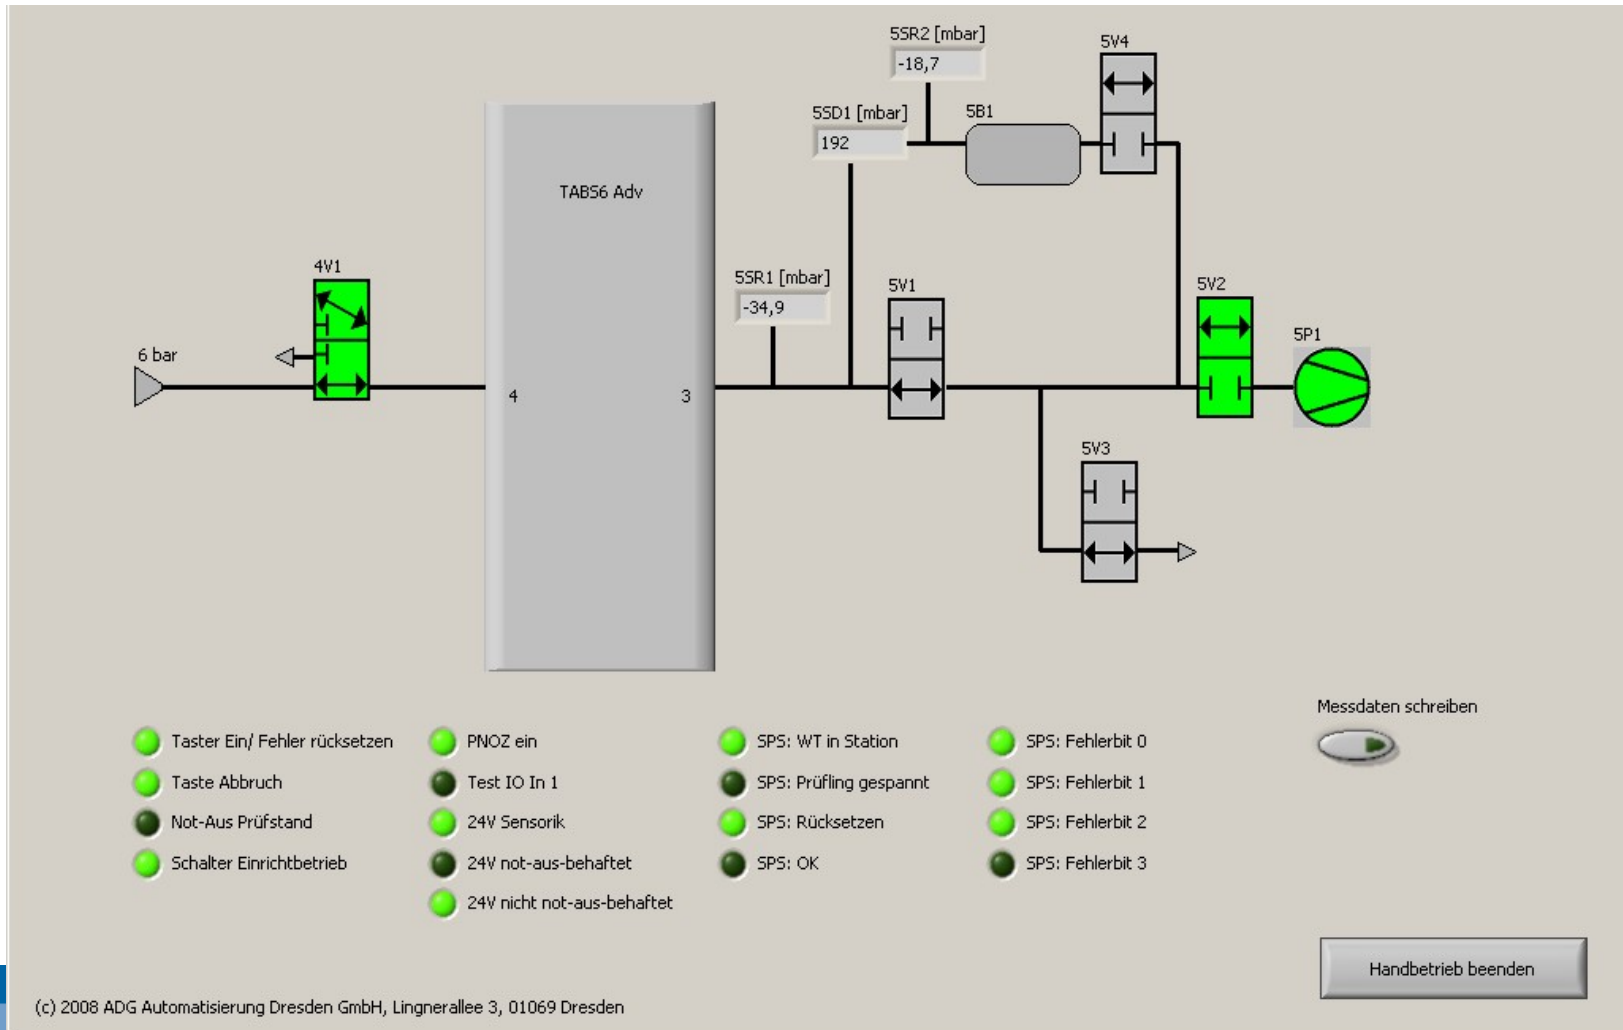 5SR2 [mbar]
-18,7
5V4
5SD1 [mbar]
192
5B1
TABS6 Adv
4V1
5SR1 [mbar]
-34,9
5V1
5V2
5P1
6 bar
4
3
5V3
Messdaten schreiben
Taster Ein/ Fehler rücksetzen
PNOZ ein
SPS: WT in Station
SPS: Fehlerbit 0
Taste Abbruch
Test IO In 1
SPS: Prüfling gespannt
SPS: Fehlerbit 1
Not-Aus Prüfstand
24V Sensorik
SPS: Rücksetzen
SPS: Fehlerbit 2
Schalter Einrichtbetrieb
24V not-aus-behaftet
SPS: OK
SPS: Fehlerbit 3
24V nicht not-aus-behaftet
Handbetrieb beenden
(c) 2008 ADG Automatisierung Dresden GmbH, Lingnerallee 3, 01069 Dresden